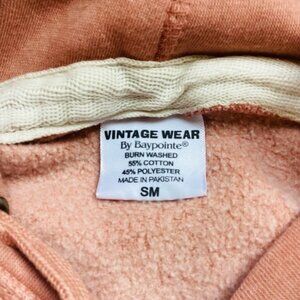 VINTAGE WEAR
By Baypointe®
BURN WASHED
55% COTTON
45% POLYESTER
MADE IN PAKISTAN
SM